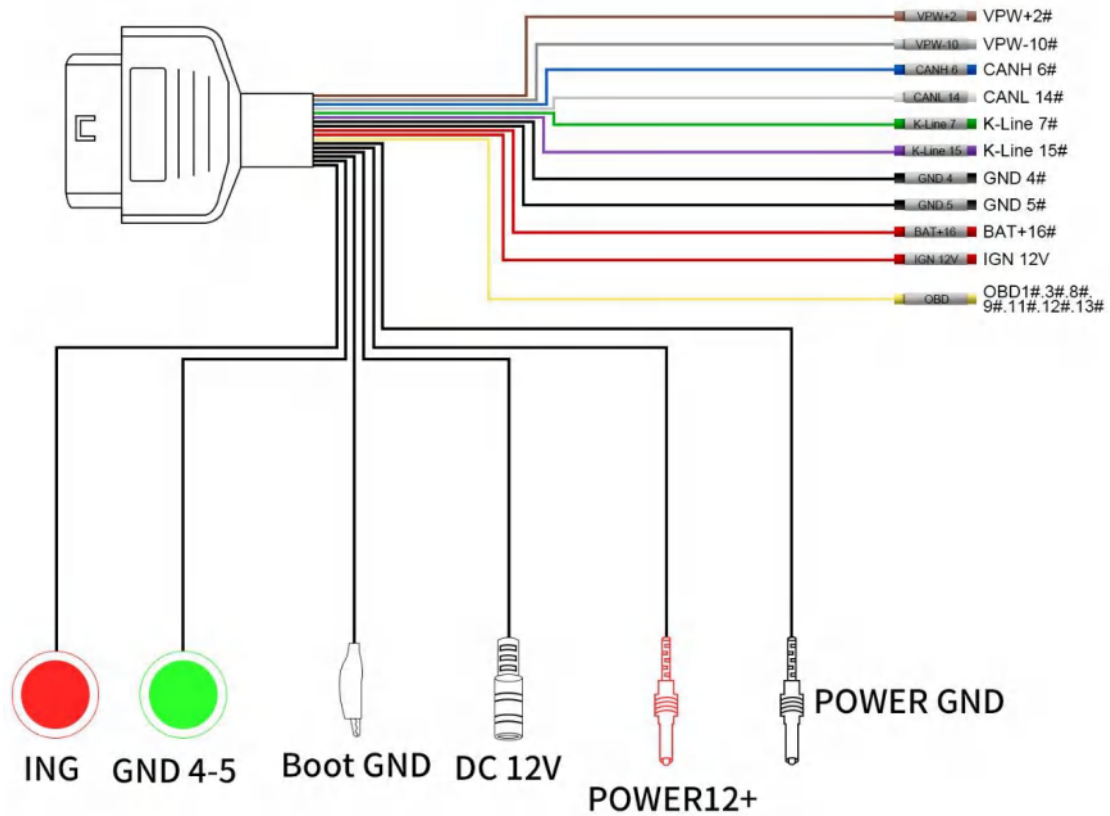 VPW+2 VPW+2#
VPW-10 VPW-10#
CANH 6 CANH 6#
CANL 14 CANL 14#
K-Line 7 K-Line 7#
K-Line 15 K-Line 15#
GND 4 GND 4#
GND 5 GND 5#
BAT+16 BAT+16#
IGN 12V IGN 12V
OBD OBD1#.3#.8#.
9#.11#.12#.13#
ING
GND 4-5
Boot GND
DC 12V
POWER12+
POWER GND